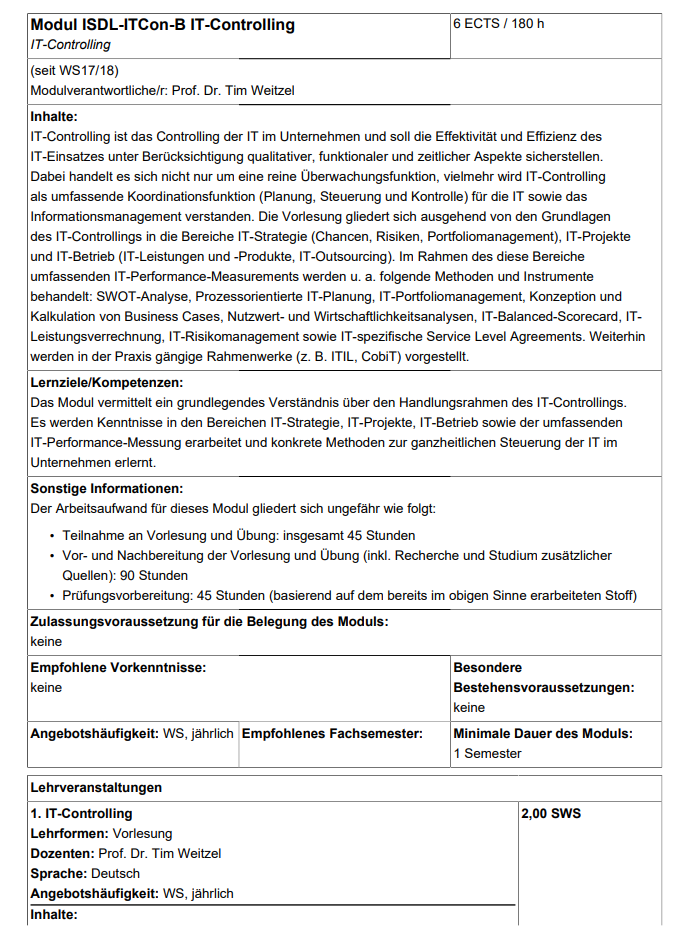 Modul ISDL-ITCon-B IT-Controlling
IT-Controlling
6 ECTS / 180 h
(seit WS17/18)
Modulverantwortliche/r: Prof. Dr. Tim Weitzel
Inhalte:
IT-Controlling ist das Controlling der IT im Unternehmen und soll die Effektivität und Effizienz des
IT-Einsatzes unter Berücksichtigung qualitativer, funktionaler und zeitlicher Aspekte sicherstellen.
Dabei handelt es sich nicht nur um eine reine Überwachungsfunktion, vielmehr wird IT-Controlling
als umfassende Koordinationsfunktion (Planung, Steuerung und Kontrolle) für die IT sowie das
Informationsmanagement verstanden. Die Vorlesung gliedert sich ausgehend von den Grundlagen
des IT-Controllings in die Bereiche IT-Strategie (Chancen, Risiken, Portfoliomanagement), IT-Projekte
und IT-Betrieb (IT-Leistungen und -Produkte, IT-Outsourcing). Im Rahmen des diese Bereiche
umfassenden IT-Performance-Measurements werden u. a. folgende Methoden und Instrumente
behandelt: SWOT-Analyse, Prozessorientierte IT-Planung, IT-Portfoliomanagement, Konzeption und
Kalkulation von Business Cases, Nutzwert- und Wirtschaftlichkeitsanalysen, IT-Balanced-Scorecard, IT-
Leistungsverrechnung, IT-Risikomanagement sowie IT-spezifische Service Level Agreements. Weiterhin
werden in der Praxis gängige Rahmenwerke (z. B. ITIL, CobiT) vorgestellt.
Lernziele/Kompetenzen:
Das Modul vermittelt ein grundlegendes Verständnis über den Handlungsrahmen des IT-Controllings.
Es werden Kenntnisse in den Bereichen IT-Strategie, IT-Projekte, IT-Betrieb sowie der umfassenden
IT-Performance-Messung erarbeitet und konkrete Methoden zur ganzheitlichen Steuerung der IT im
Unternehmen erlernt.
Sonstige Informationen:
Der Arbeitsaufwand für dieses Modul gliedert sich ungefähr wie folgt:
• Teilnahme an Vorlesung und Übung: insgesamt 45 Stunden
• Vor- und Nachbereitung der Vorlesung und Übung (inkl. Recherche und Studium zusätzlicher
Quellen): 90 Stunden
• Prüfungsvorbereitung: 45 Stunden (basierend auf dem bereits im obigen Sinne erarbeiteten Stoff)
Zulassungsvoraussetzung für die Belegung des Moduls:
keine
Empfohlene Vorkenntnisse:
keine
Besondere
Bestehensvoraussetzungen:
keine
Angebotshäufigkeit: WS, jährlich
Empfohlenes Fachsemester:
Minimale Dauer des Moduls:
1 Semester
Lehrveranstaltungen
1. IT-Controlling
Lehrformen: Vorlesung
Dozenten: Prof. Dr. Tim Weitzel
Sprache: Deutsch
Angebotshäufigkeit: WS, jährlich
2,00 SWS
Inhalte: